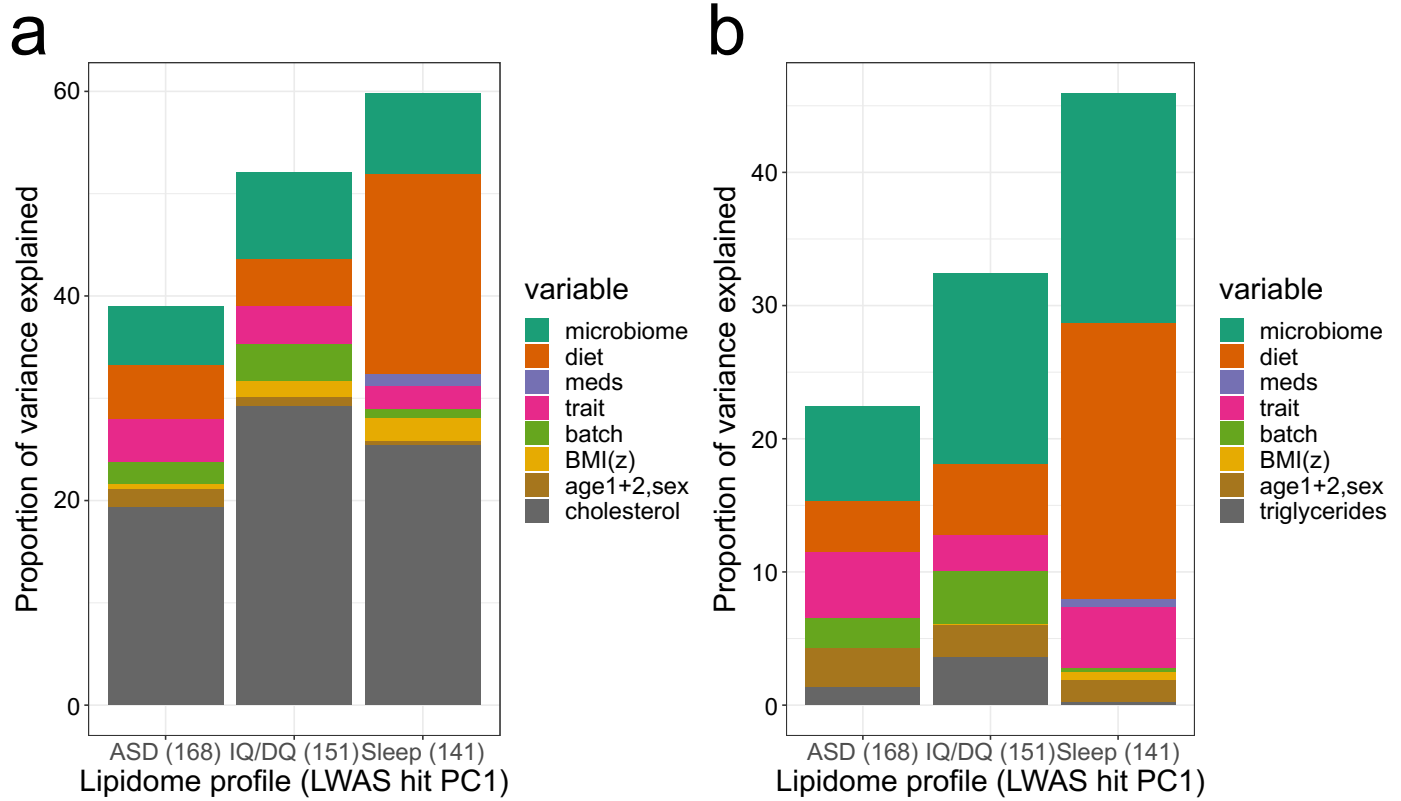 a
Proportion of variance explained
60
40
20
0
ASD (168) IQ/DQ (151) Sleep (141)
Lipidome profile (LWAS hit PC1)
variable
microbiome
diet
meds
trait
batch
BMI(z)
age1+2,sex
cholesterol
b
Proportion of variance explained
40
30
20
10
0
ASD (168) IQ/DQ (151) Sleep (141)
Lipidome profile (LWAS hit PC1)
variable
microbiome
diet
meds
trait
batch
BMI(z)
age1+2,sex
triglycerides